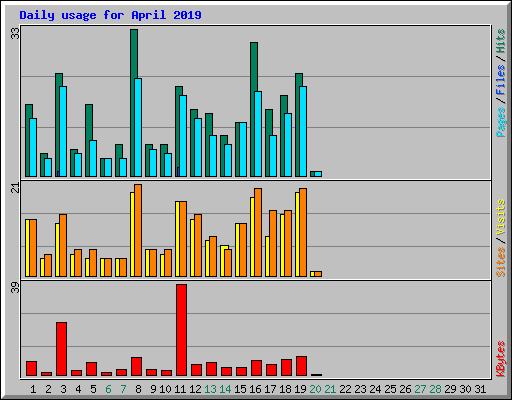 Daily usage for April 2019
33
Pages / Files / Hits
21
Sites / Visits
39
KBytes
1 2 3 4 5 6 7 8 9 10 11 12 13 14 15 16 17 18 19 20 21 22 23 24 25 26 27 28 29 30 31